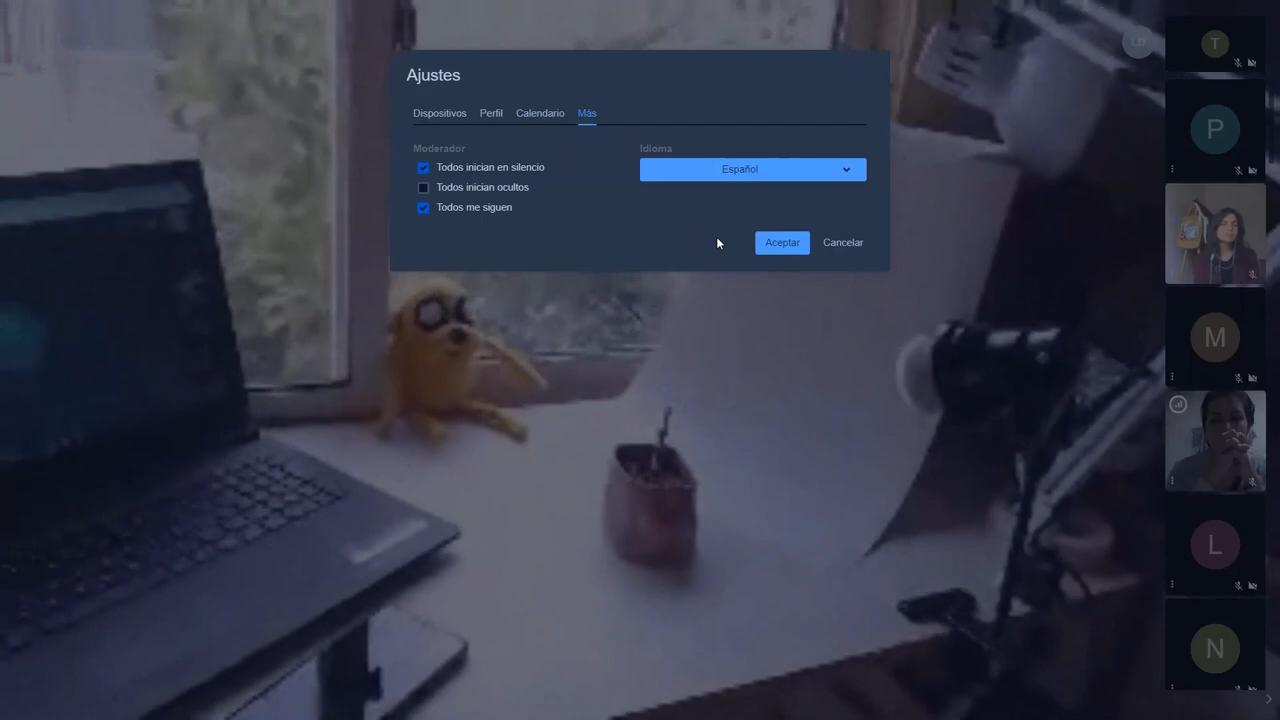 Ajustes
Dispositivos Perfil Calendario Más
Moderador
Todos inician en silencio
Todos inician ocultos
Todos me siguen
Idioma
Español
Aceptar Cancelar
LD
T
P
M
L
N